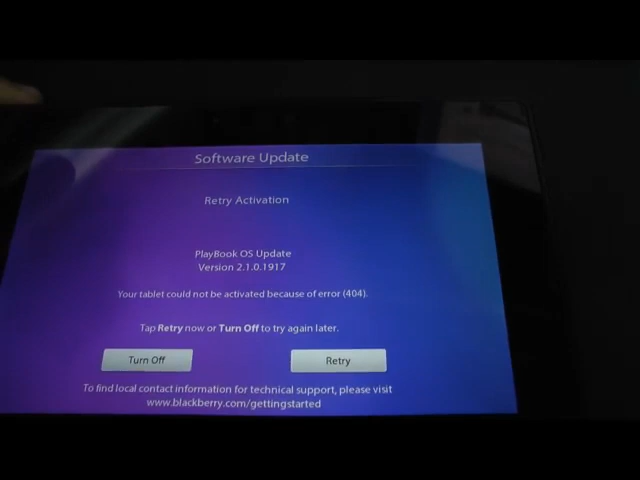 Software Update
Retry Activation
PlayBook OS Update
Version 2.1.0.1917
Your tablet could not be activated because of error (404).
Tap Retry now or Turn Off to try again later.
Turn Off Retry
To find local contact information for technical support, please visit
www.blackberry.com/gettingstarted